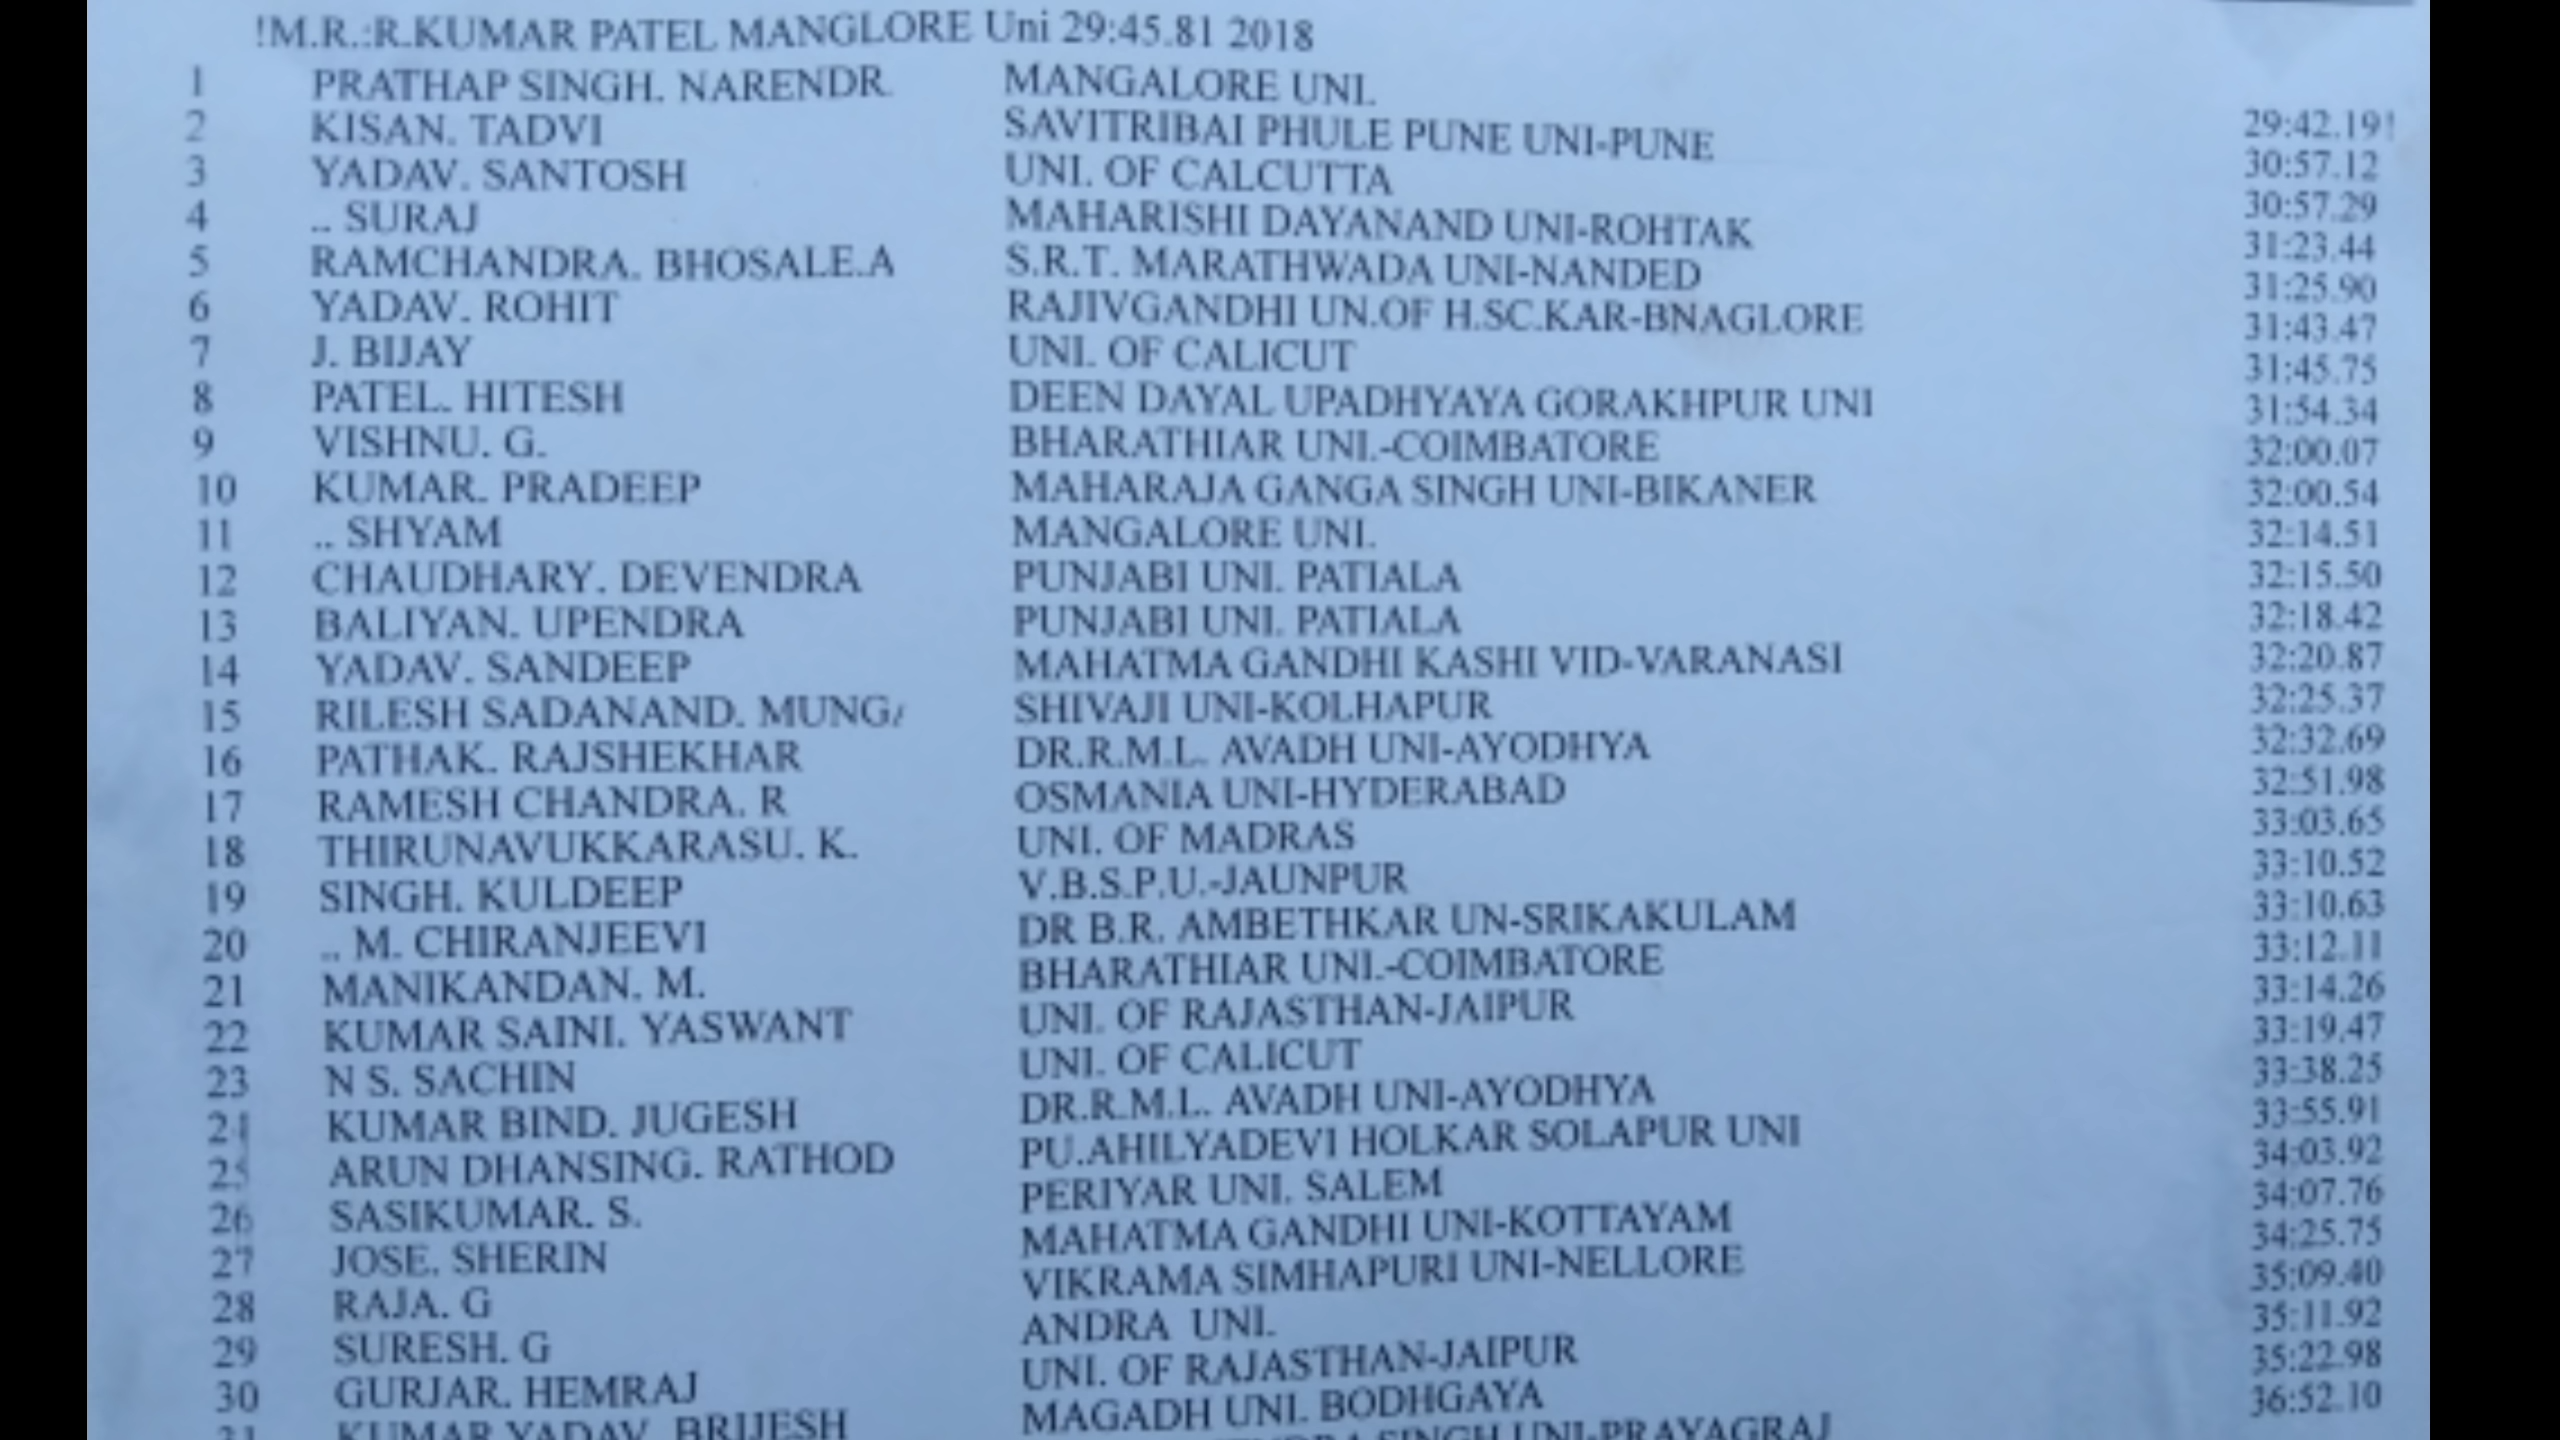 !M.R.:R.KUMAR PATEL MANGLORE Uni 29:45.81 2018
1 PRATHAP SINGH. NARENDR. MANGALORE UNI. 29:42.19!
2 KISAN. TADVI SAVITRIBAI PHULE PUNE UNI-PUNE 30:57.12
3 YADAV. SANTOSH UNI. OF CALCUTTA 30:57.29
4 .. SURAJ MAHARISHI DAYANAND UNI-ROHTAK 31:23.44
5 RAMCHANDRA. BHOSALE.A S.R.T. MARATHWADA UNI-NANDED 31:25.90
6 YADAV. ROHIT RAJIVGANDHI UN.OF H.SC.KAR-BNAGLORE 31:43.47
7 J. BIJAY UNI. OF CALICUT 31:45.75
8 PATEL. HITESH DEEN DAYAL UPADHYAYA GORAKHPUR UNI 31:54.34
9 VISHNU. G. BHARATHIAR UNI.-COIMBATORE 32:00.07
10 KUMAR. PRADEEP MAHARAJA GANGA SINGH UNI-BIKANER 32:00.54
11 .. SHYAM MANGALORE UNI. 32:14.51
12 CHAUDHARY. DEVENDRA PUNJABI UNI. PATIALA 32:15.50
13 BALIYAN. UPENDRA PUNJABI UNI. PATIALA 32:18.42
14 YADAV. SANDEEP MAHATMA GANDHI KASHI VID-VARANASI 32:20.87
15 RILESH SADANAND. MUNG SHIVAJI UNI-KOLHAPUR 32:25.37
16 PATHAK. RAJSHEKHAR DR.R.M.L. AVADH UNI-AYODHYA 32:32.69
17 RAMESH CHANDRA. R OSMANIA UNI-HYDERABAD 32:51.98
18 THIRUNAVUKKARASU. K. UNI. OF MADRAS 33:03.65
19 SINGH. KULDEEP V.B.S.P.U.-JAUNPUR 33:10.52
20 .. M. CHIRANJEEVI DR B.R. AMBETHKAR UN-SRIKAKULAM 33:10.63
21 MANIKANDAN. M. BHARATHIAR UNI.-COIMBATORE 33:12.11
22 KUMAR SAINI. YASWANT UNI. OF RAJASTHAN-JAIPUR 33:14.26
23 N S. SACHIN UNI. OF CALICUT 33:19.47
24 KUMAR BIND. JUGESH DR.R.M.L. AVADH UNI-AYODHYA 33:38.25
25 ARUN DHANSING. RATHOD PU.AHILYADEVI HOLKAR SOLAPUR UNI 33:55.91
26 SASIKUMAR. S. PERIYAR UNI. SALEM 34:03.92
27 JOSE. SHERIN MAHATMA GANDHI UNI-KOTTAYAM 34:07.76
28 RAJA. G VIKRAMA SIMHAPURI UNI-NELLORE 34:25.75
29 SURESH. G ANDRA UNI. 35:09.40
30 GURJAR. HEMRAJ UNI. OF RAJASTHAN-JAIPUR 35:11.92
31 KUMAR YADAV. BRIJESH MAGADH UNI. BODHGAYA 35:22.98
SINGH UNI-PRAYAGRAJ 36:52.10